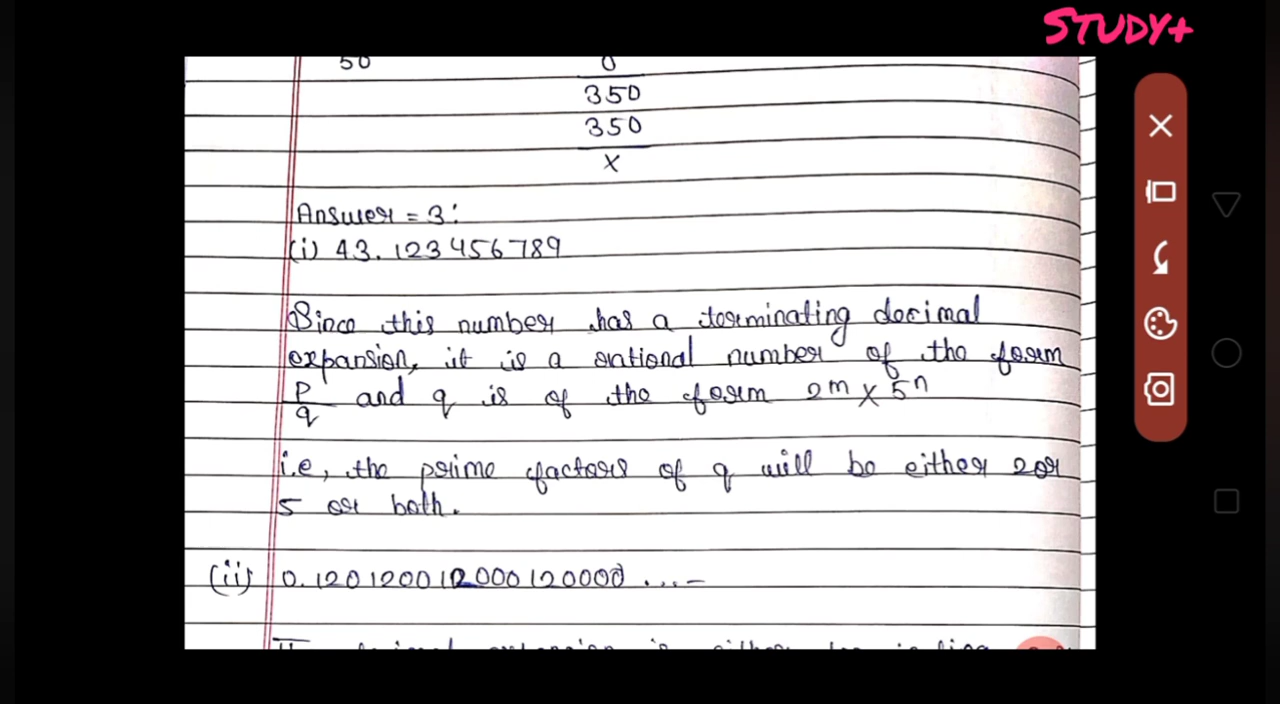 STUDY+
50 0
350
350
x
Answer = 3:
(i) 43.123456789
Since this number has a terminating decimal
expansion, it is a rational number of the form
p/q and q is of the form 2m x 5n
i.e, the prime factors of q will be either 2 or
5 or both.
(ii) 0.120120012000120000 ....-